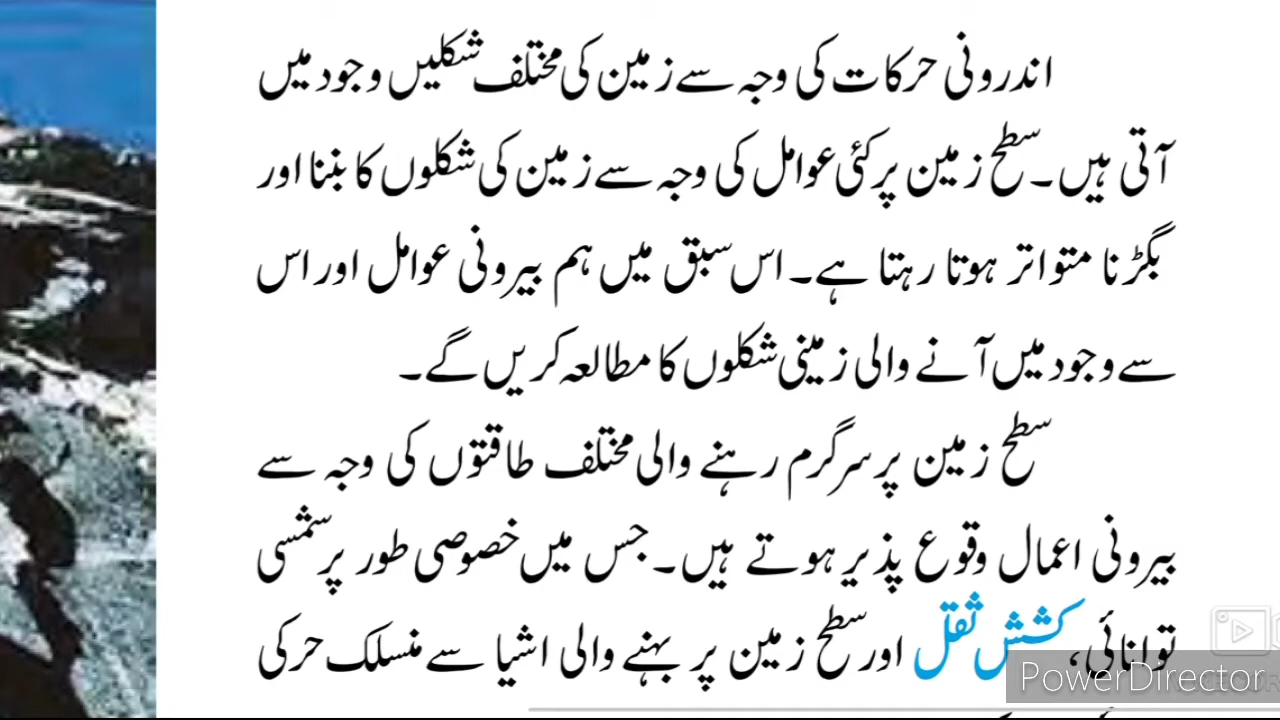 اندرونی حرکات کی وجہ سے زمین کی مختلف شکلیں وجود میں
آتی ہیں۔ سطح زمین پر کئی عوامل کی وجہ سے زمین کی شکلوں کا بننا اور
بگڑنا متواتر ہوتا رہتا ہے۔ اس سبق میں ہم بیرونی عوامل اور اس
سے وجود میں آنے والی زمینی شکلوں کا مطالعہ کریں گے۔
سطح زمین پر سرگرم رہنے والی مختلف طاقتوں کی وجہ سے
بیرونی اعمال وقوع پذیر ہوتے ہیں۔ جس میں خصوصی طور پر شمسی
توانائی، کشش ثقل اور سطح زمین پر بہنے والی اشیا سے منسلک حرکی
PowerDirector